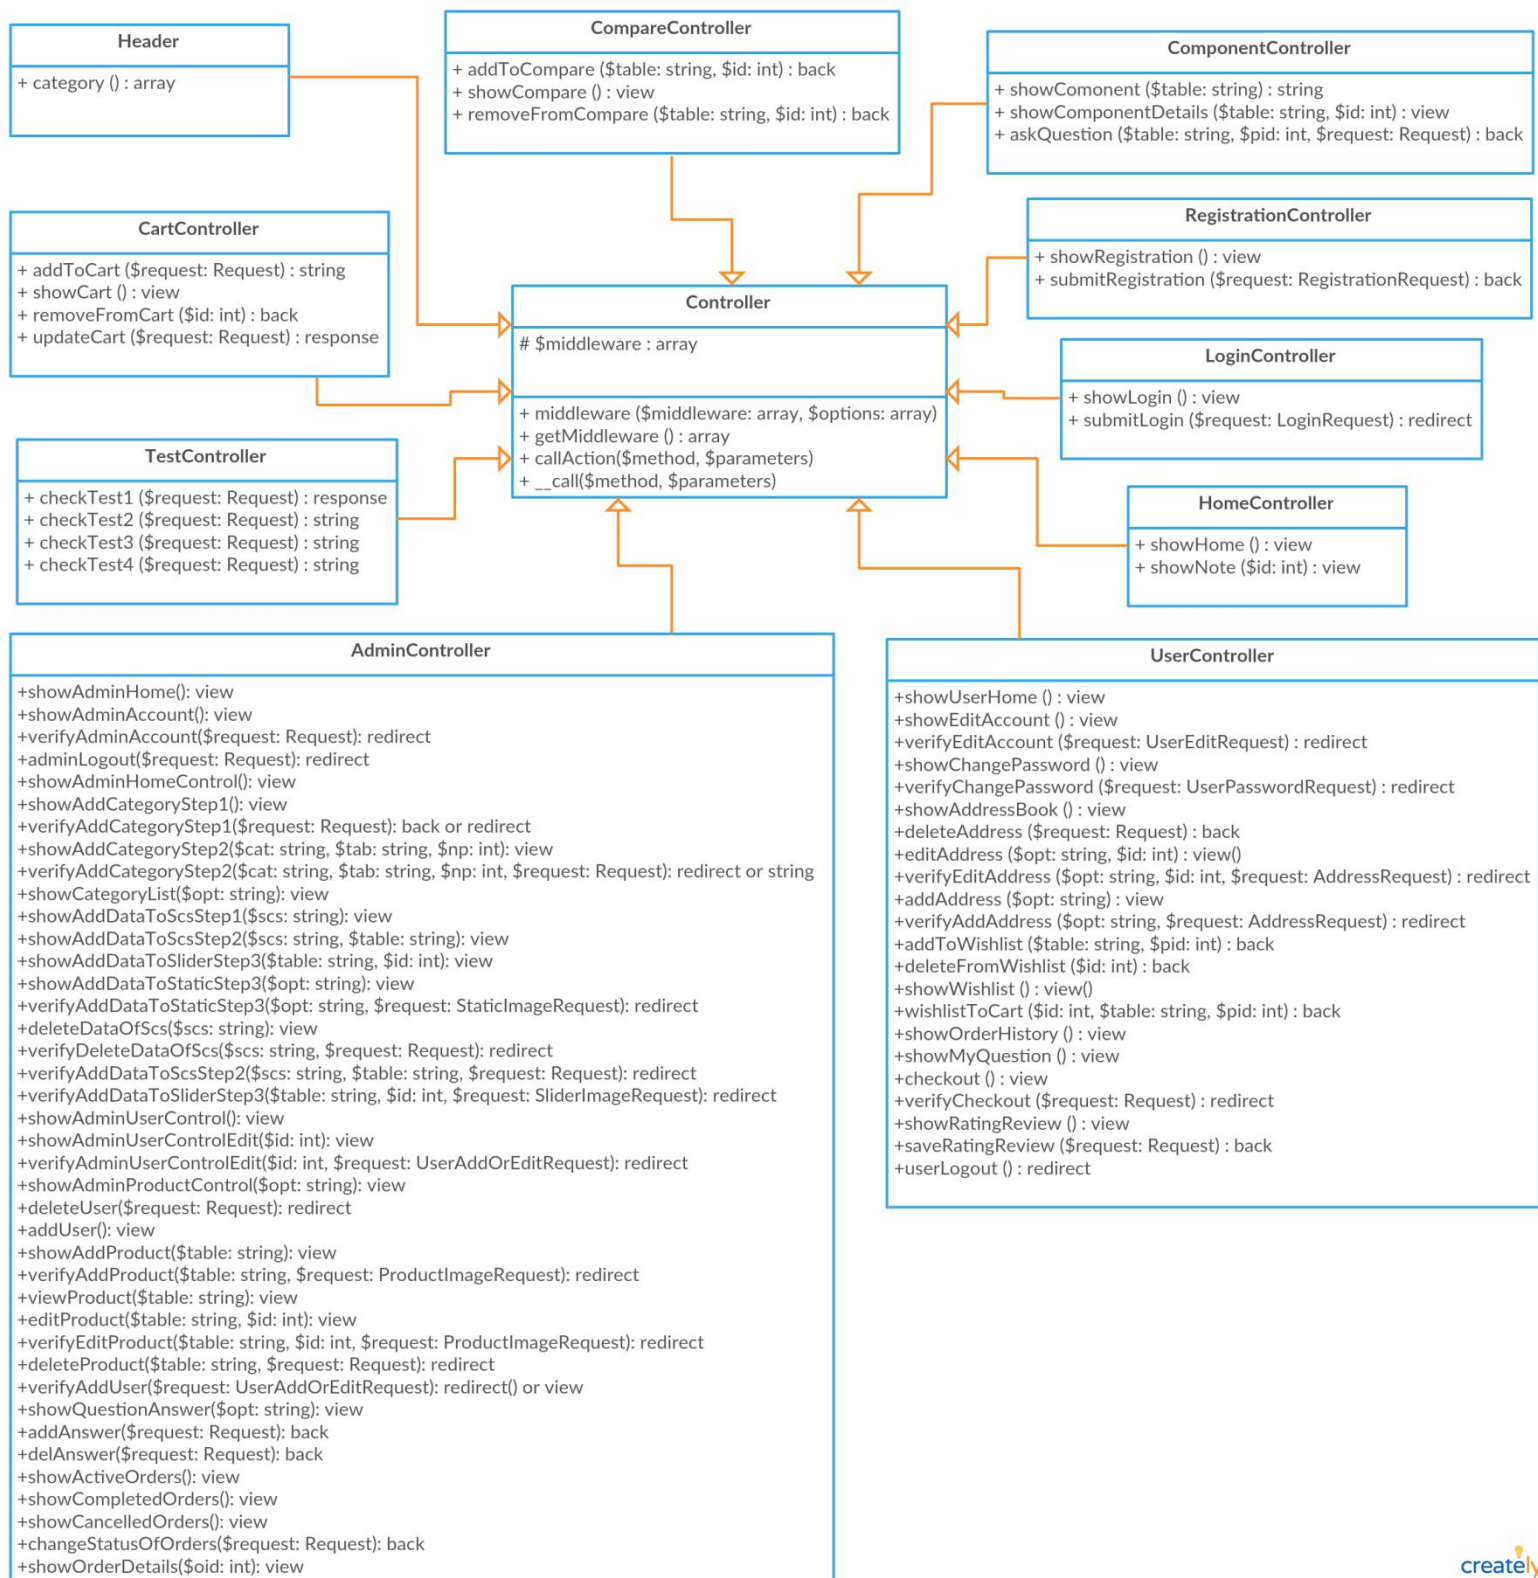 Header
+ category () : array
CompareController
+ addToCompare ($table: string, $id: int) : back
+ showCompare () : view
+ removeFromCompare ($table: string, $id: int) : back
ComponentController
+ showComonent ($table: string) : string
+ showComponentDetails ($table: string, $id: int) : view
+ askQuestion ($table: string, $pid: int, $request: Request) : back
CartController
+ addToCart ($request: Request) : string
+ showCart () : view
+ removeFromCart ($id: int) : back
+ updateCart ($request: Request) : response
RegistrationController
+ showRegistration () : view
+ submitRegistration ($request: RegistrationRequest) : back
Controller
# $middleware : array
+ middleware ($middleware: array, $options: array)
+ getMiddleware () : array
+ callAction($method, $parameters)
+ __call($method, $parameters)
LoginController
+ showLogin () : view
+ submitLogin ($request: LoginRequest) : redirect
TestController
+ checkTest1 ($request: Request) : response
+ checkTest2 ($request: Request) : string
+ checkTest3 ($request: Request) : string
+ checkTest4 ($request: Request) : string
HomeController
+ showHome () : view
+ showNote ($id: int) : view
AdminController
+showAdminHome(): view
+showAdminAccount(): view
+verifyAdminAccount($request: Request): redirect
+adminLogout($request: Request): redirect
+showAdminHomeControl(): view
+showAddCategoryStep1(): view
+verifyAddCategoryStep1($request: Request): back or redirect
+showAddCategoryStep2($cat: string, $tab: string, $np: int): view
+verifyAddCategoryStep2($cat: string, $tab: string, $np: int, $request: Request): redirect or string
+showCategoryList($opt: string): view
+showAddDataToScsStep1($scs: string): view
+showAddDataToScsStep2($scs: string, $table: string): view
+showAddDataToSliderStep3($table: string, $id: int): view
+showAddDataToStaticStep3($opt: string): view
+verifyAddDataToStaticStep3($opt: string, $request: StaticImageRequest): redirect
+deleteDataOfScs($scs: string): view
+verifyDeleteDataOfScs($scs: string, $request: Request): redirect
+verifyAddDataToScsStep2($scs: string, $table: string, $request: Request): redirect
+verifyAddDataToSliderStep3($table: string, $id: int, $request: SliderImageRequest): redirect
+showAdminUserControl(): view
+showAdminUserControlEdit($id: int): view
+verifyAdminUserControlEdit($id: int, $request: UserAddOrEditRequest): redirect
+showAdminProductControl($opt: string): view
+deleteUser($request: Request): redirect
+addUser(): view
+showAddProduct($table: string): view
+verifyAddProduct($table: string, $request: ProductImageRequest): redirect
+viewProduct($table: string): view
+editProduct($table: string, $id: int): view
+verifyEditProduct($table: string, $id: int, $request: ProductImageRequest): redirect
+deleteProduct($table: string, $request: Request): redirect
+verifyAddUser($request: UserAddOrEditRequest): redirect() or view
+showQuestionAnswer($opt: string): view
+addAnswer($request: Request): back
+delAnswer($request: Request): back
+showActiveOrders(): view
+showCompletedOrders(): view
+showCancelledOrders(): view
+changeStatusOfOrders($request: Request): back
+showOrderDetails($oid: int): view
UserController
+showUserHome () : view
+showEditAccount () : view
+verifyEditAccount ($request: UserEditRequest) : redirect
+showChangePassword () : view
+verifyChangePassword ($request: UserPasswordRequest) : redirect
+showAddressBook () : view
+deleteAddress ($request: Request) : back
+editAddress ($opt: string, $id: int) : view()
+verifyEditAddress ($opt: string, $id: int, $request: AddressRequest) : redirect
+addAddress ($opt: string) : view
+verifyAddAddress ($opt: string, $request: AddressRequest) : redirect
+addToWishlist ($table: string, $pid: int) : back
+deleteFromWishlist ($id: int) : back
+showWishlist () : view()
+wishlistToCart ($id: int, $table: string, $pid: int) : back
+showOrderHistory () : view
+showMyQuestion () : view
+checkout () : view
+verifyCheckout ($request: Request) : redirect
+showRatingReview () : view
+saveRatingReview ($request: Request) : back
+userLogout () : redirect
creately